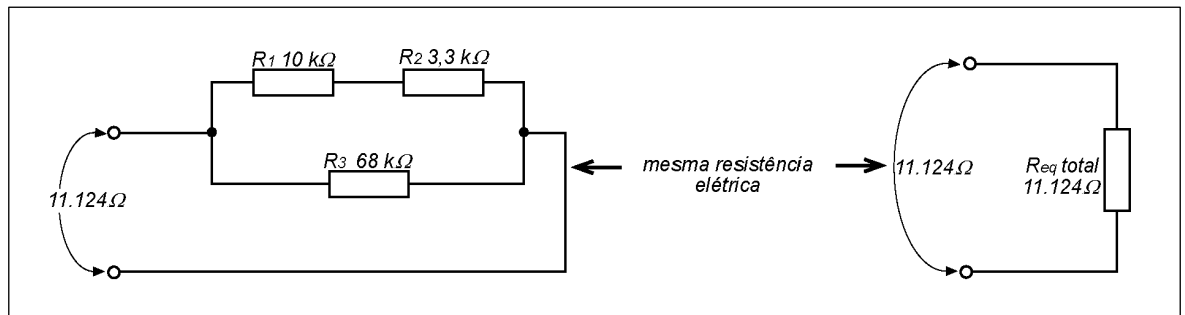 R1 10 kΩ
R2 3,3 kΩ
R3 68 kΩ
11.124Ω
mesma resistência
elétrica
11.124Ω
Req total
11.124Ω